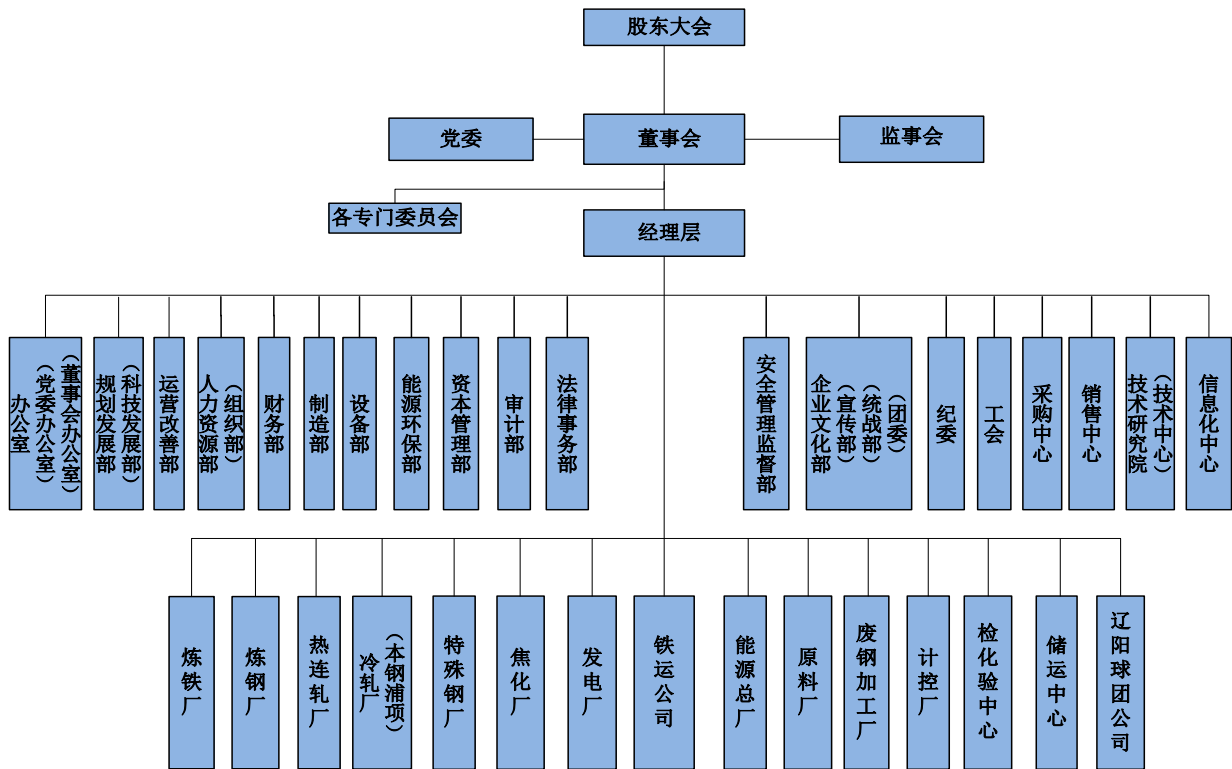 股东大会
党委
董事会
监事会
各专门委员会
经理层
（董事会办公室）
（党委办公室）
办公室
（科技发展部）
规划发展部
运营改善部
（组织部）
人力资源部
财务部
制造部
设备部
能源环保部
资本管理部
审计部
法律事务部
安全管理监督部
（团委）
（统战部）
（宣传部）
企业文化部
纪委
工会
采购中心
销售中心
（技术中心）
技术研究院
信息化中心
炼铁厂
炼钢厂
热连轧厂
（本钢浦项）
冷轧厂
特殊钢厂
焦化厂
发电厂
铁运公司
能源总厂
原料厂
废钢加工厂
计控厂
检化验中心
储运中心
辽阳球团公司